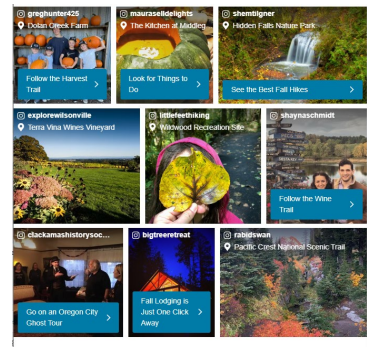 greghunter425
Dolan Creek Farm
Follow the Harvest
Trail
mauraselldelights
The Kitchen at Middleg
Look for Things to
Do
shemtilgner
Hidden Falls Nature Park
See the Best Fall Hikes
explorewilsonville
Terra Vina Wines Vineyard
littlefeethiking
Wildwood Recreation Site
shaynaschmidt
Follow the Wine
Trail
clackamashistorysoc...
Go on an Oregon City
Ghost Tour
bigtreeretreat
Fall Lodging is
Just One Click
Away
rabidswan
Pacific Crest National Scenic Trail